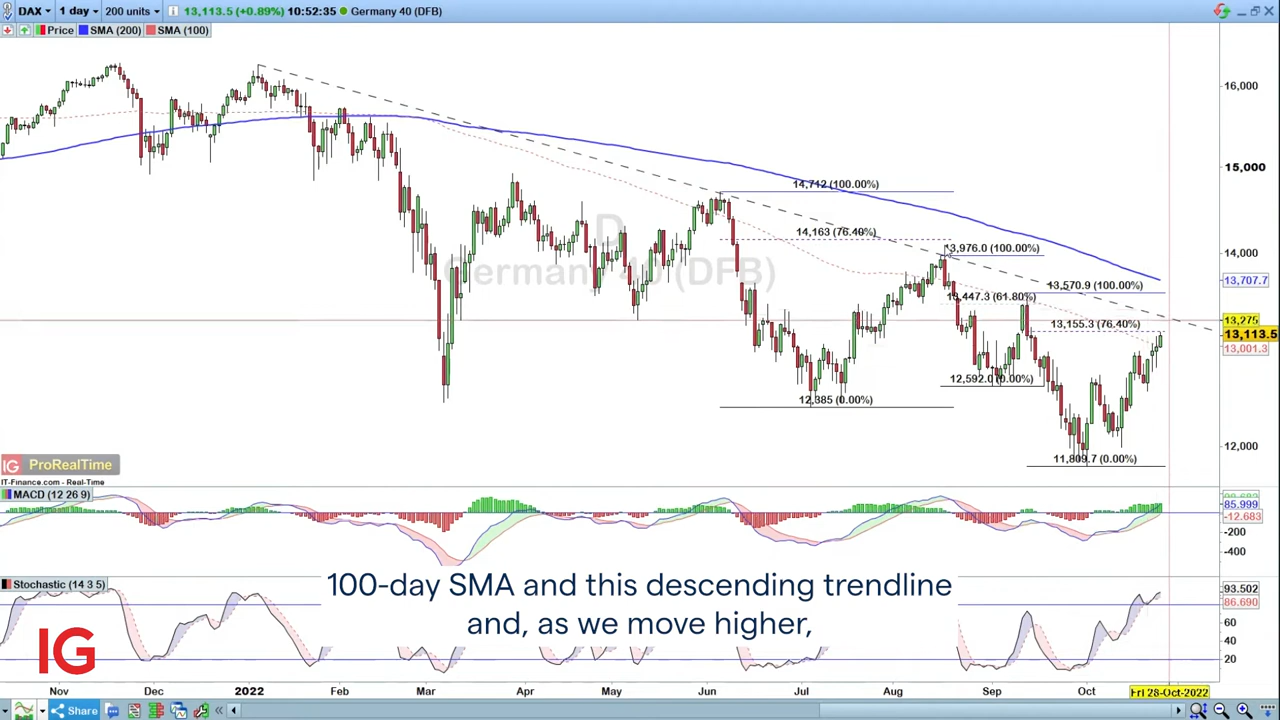 DAX 1 day 200 units 13,113.5 (+0.89%) 10:52:35 Germany 40 (DFB)
Price SMA (200) SMA (100)
16,000
15,000
14,712 (100.00%)
14,163 (76.40%)
D
Germany 40 (DFB)
13,976.0 (100.00%)
14,000
13,707.7
13,570.9 (100.00%)
13,447.3 (61.80%)
13,275
13,155.3 (76.40%)
13,113.5
13,001.3
12,592.0 (0.00%)
12,385 (0.00%)
12,000
11,809.7 (0.00%)
IG ProRealTime
IT-Finance.com - Real-Time
MACD (12 26 9)
85.999
-12.683
-200
-400
Stochastic (14 3 5)
93.502
86.690
60
40
20
100-day SMA and this descending trendline
and, as we move higher,
IG
Nov Dec 2022 Feb Mar Apr May Jun Jul Aug Sep Oct Fri 28-Oct-2022
Share